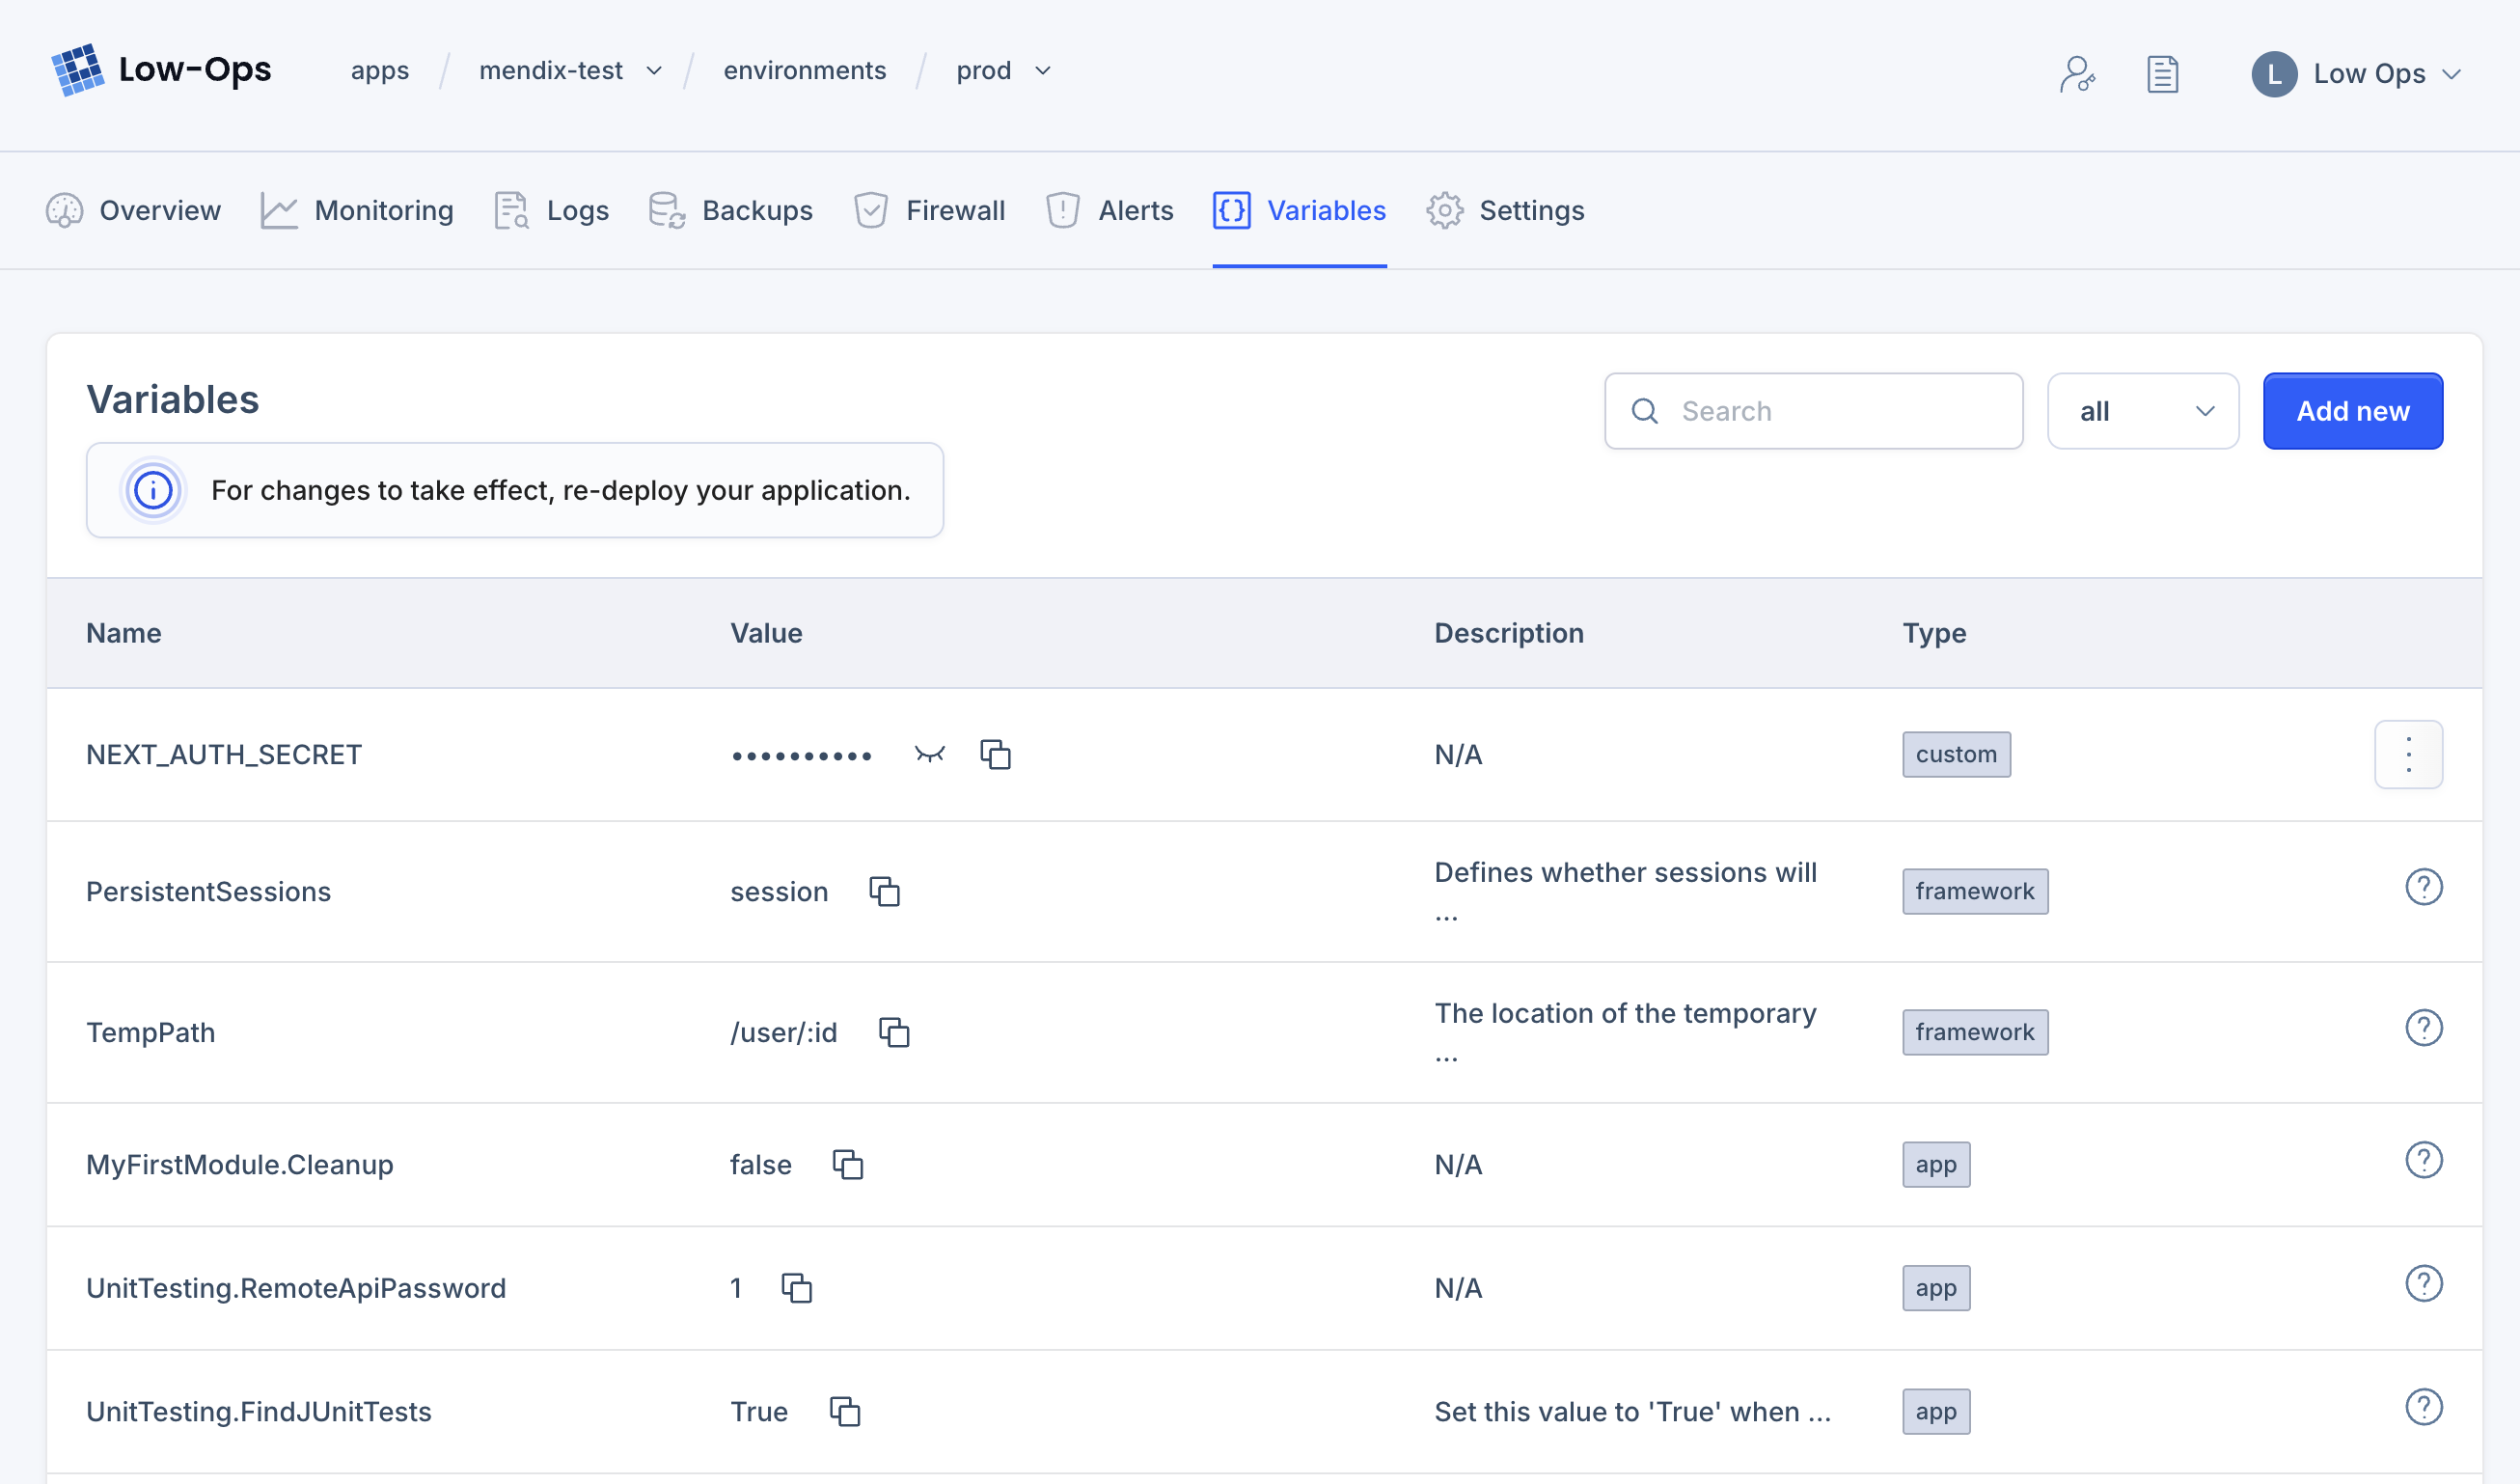 Low-Ops apps / mendix-test / environments / prod L Low Ops
Overview Monitoring Logs Backups Firewall Alerts {} Variables Settings
Variables Search all Add new
For changes to take effect, re-deploy your application.
Name Value Description Type
NEXT_AUTH_SECRET •••••••••• N/A custom
PersistentSessions session Defines whether sessions will ... framework
TempPath /user/:id The location of the temporary ... framework
MyFirstModule.Cleanup false N/A app
UnitTesting.RemoteApiPassword 1 N/A app
UnitTesting.FindJUnitTests True Set this value to 'True' when ... app